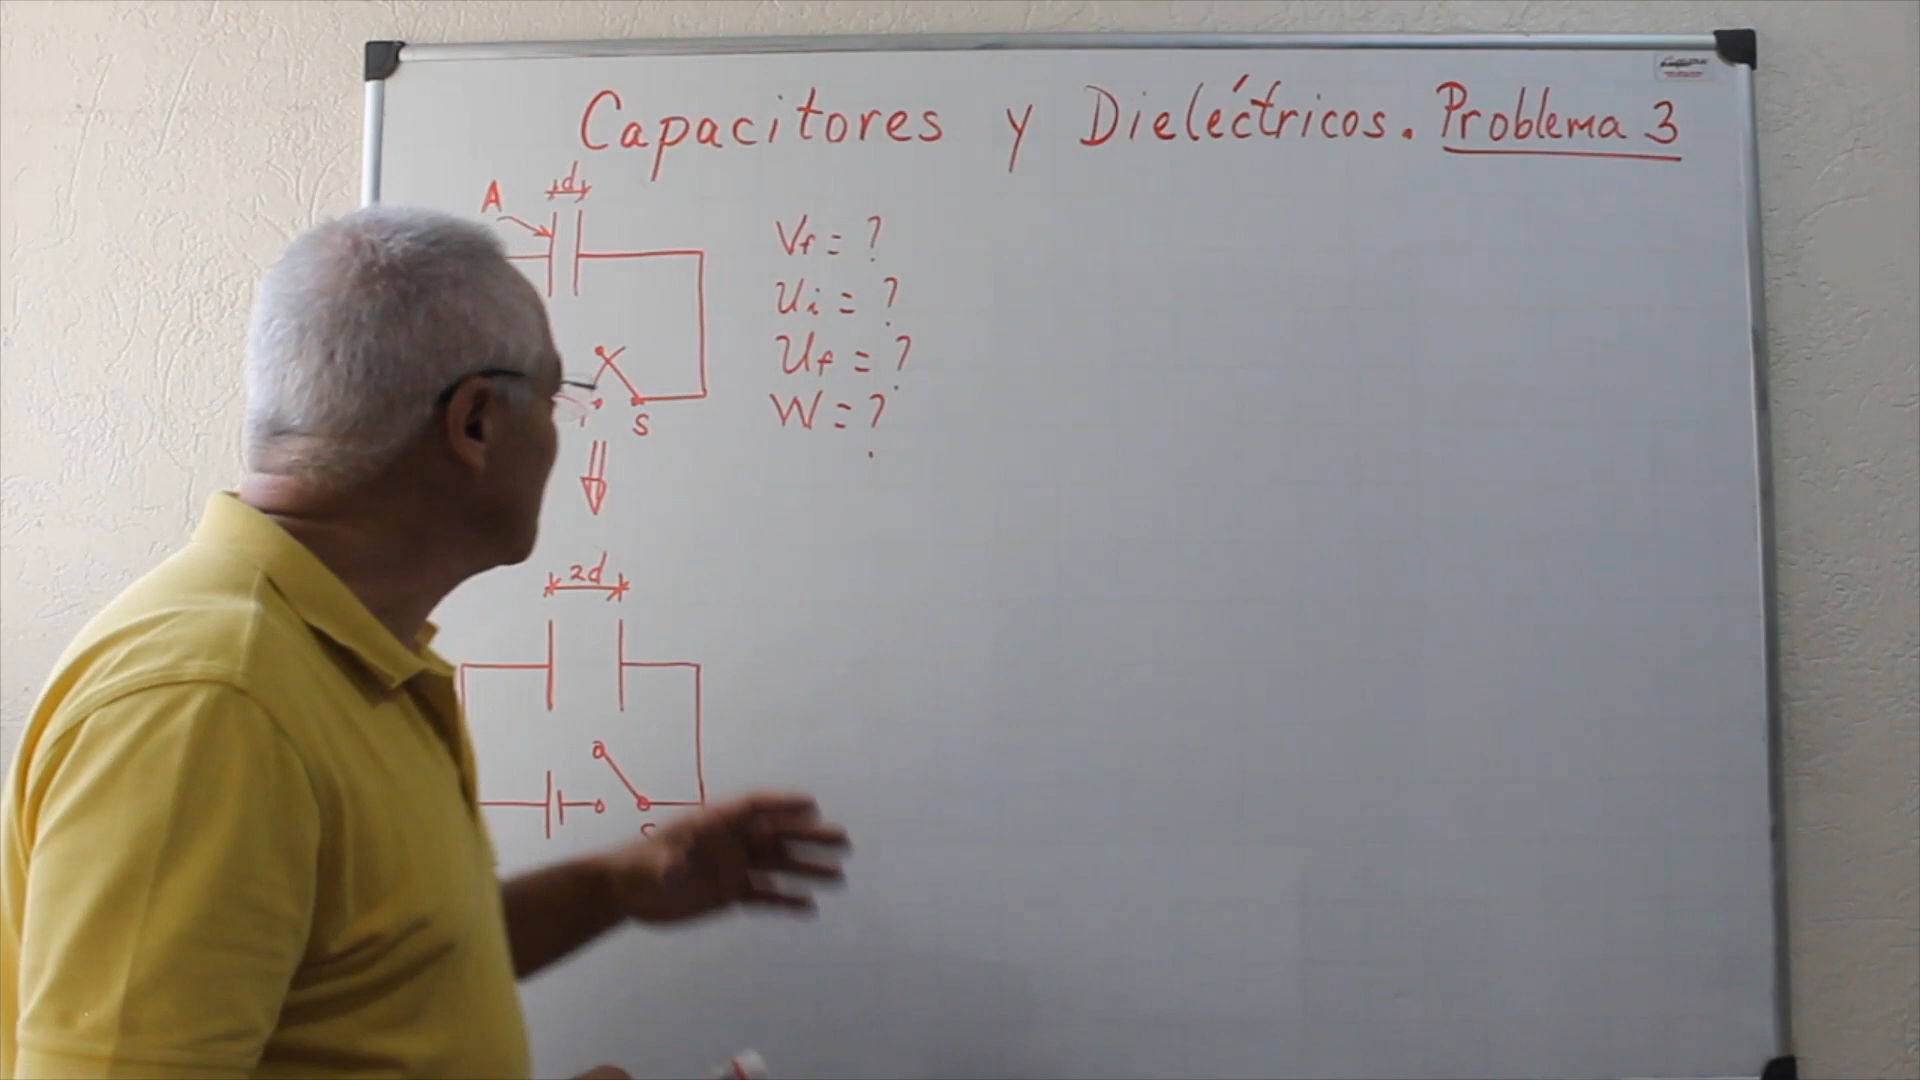 Capacitores y Dieléctricos. Problema 3
A
d
Vf = ?
Ui = ?
Uf = ?
W = ?
S
2d